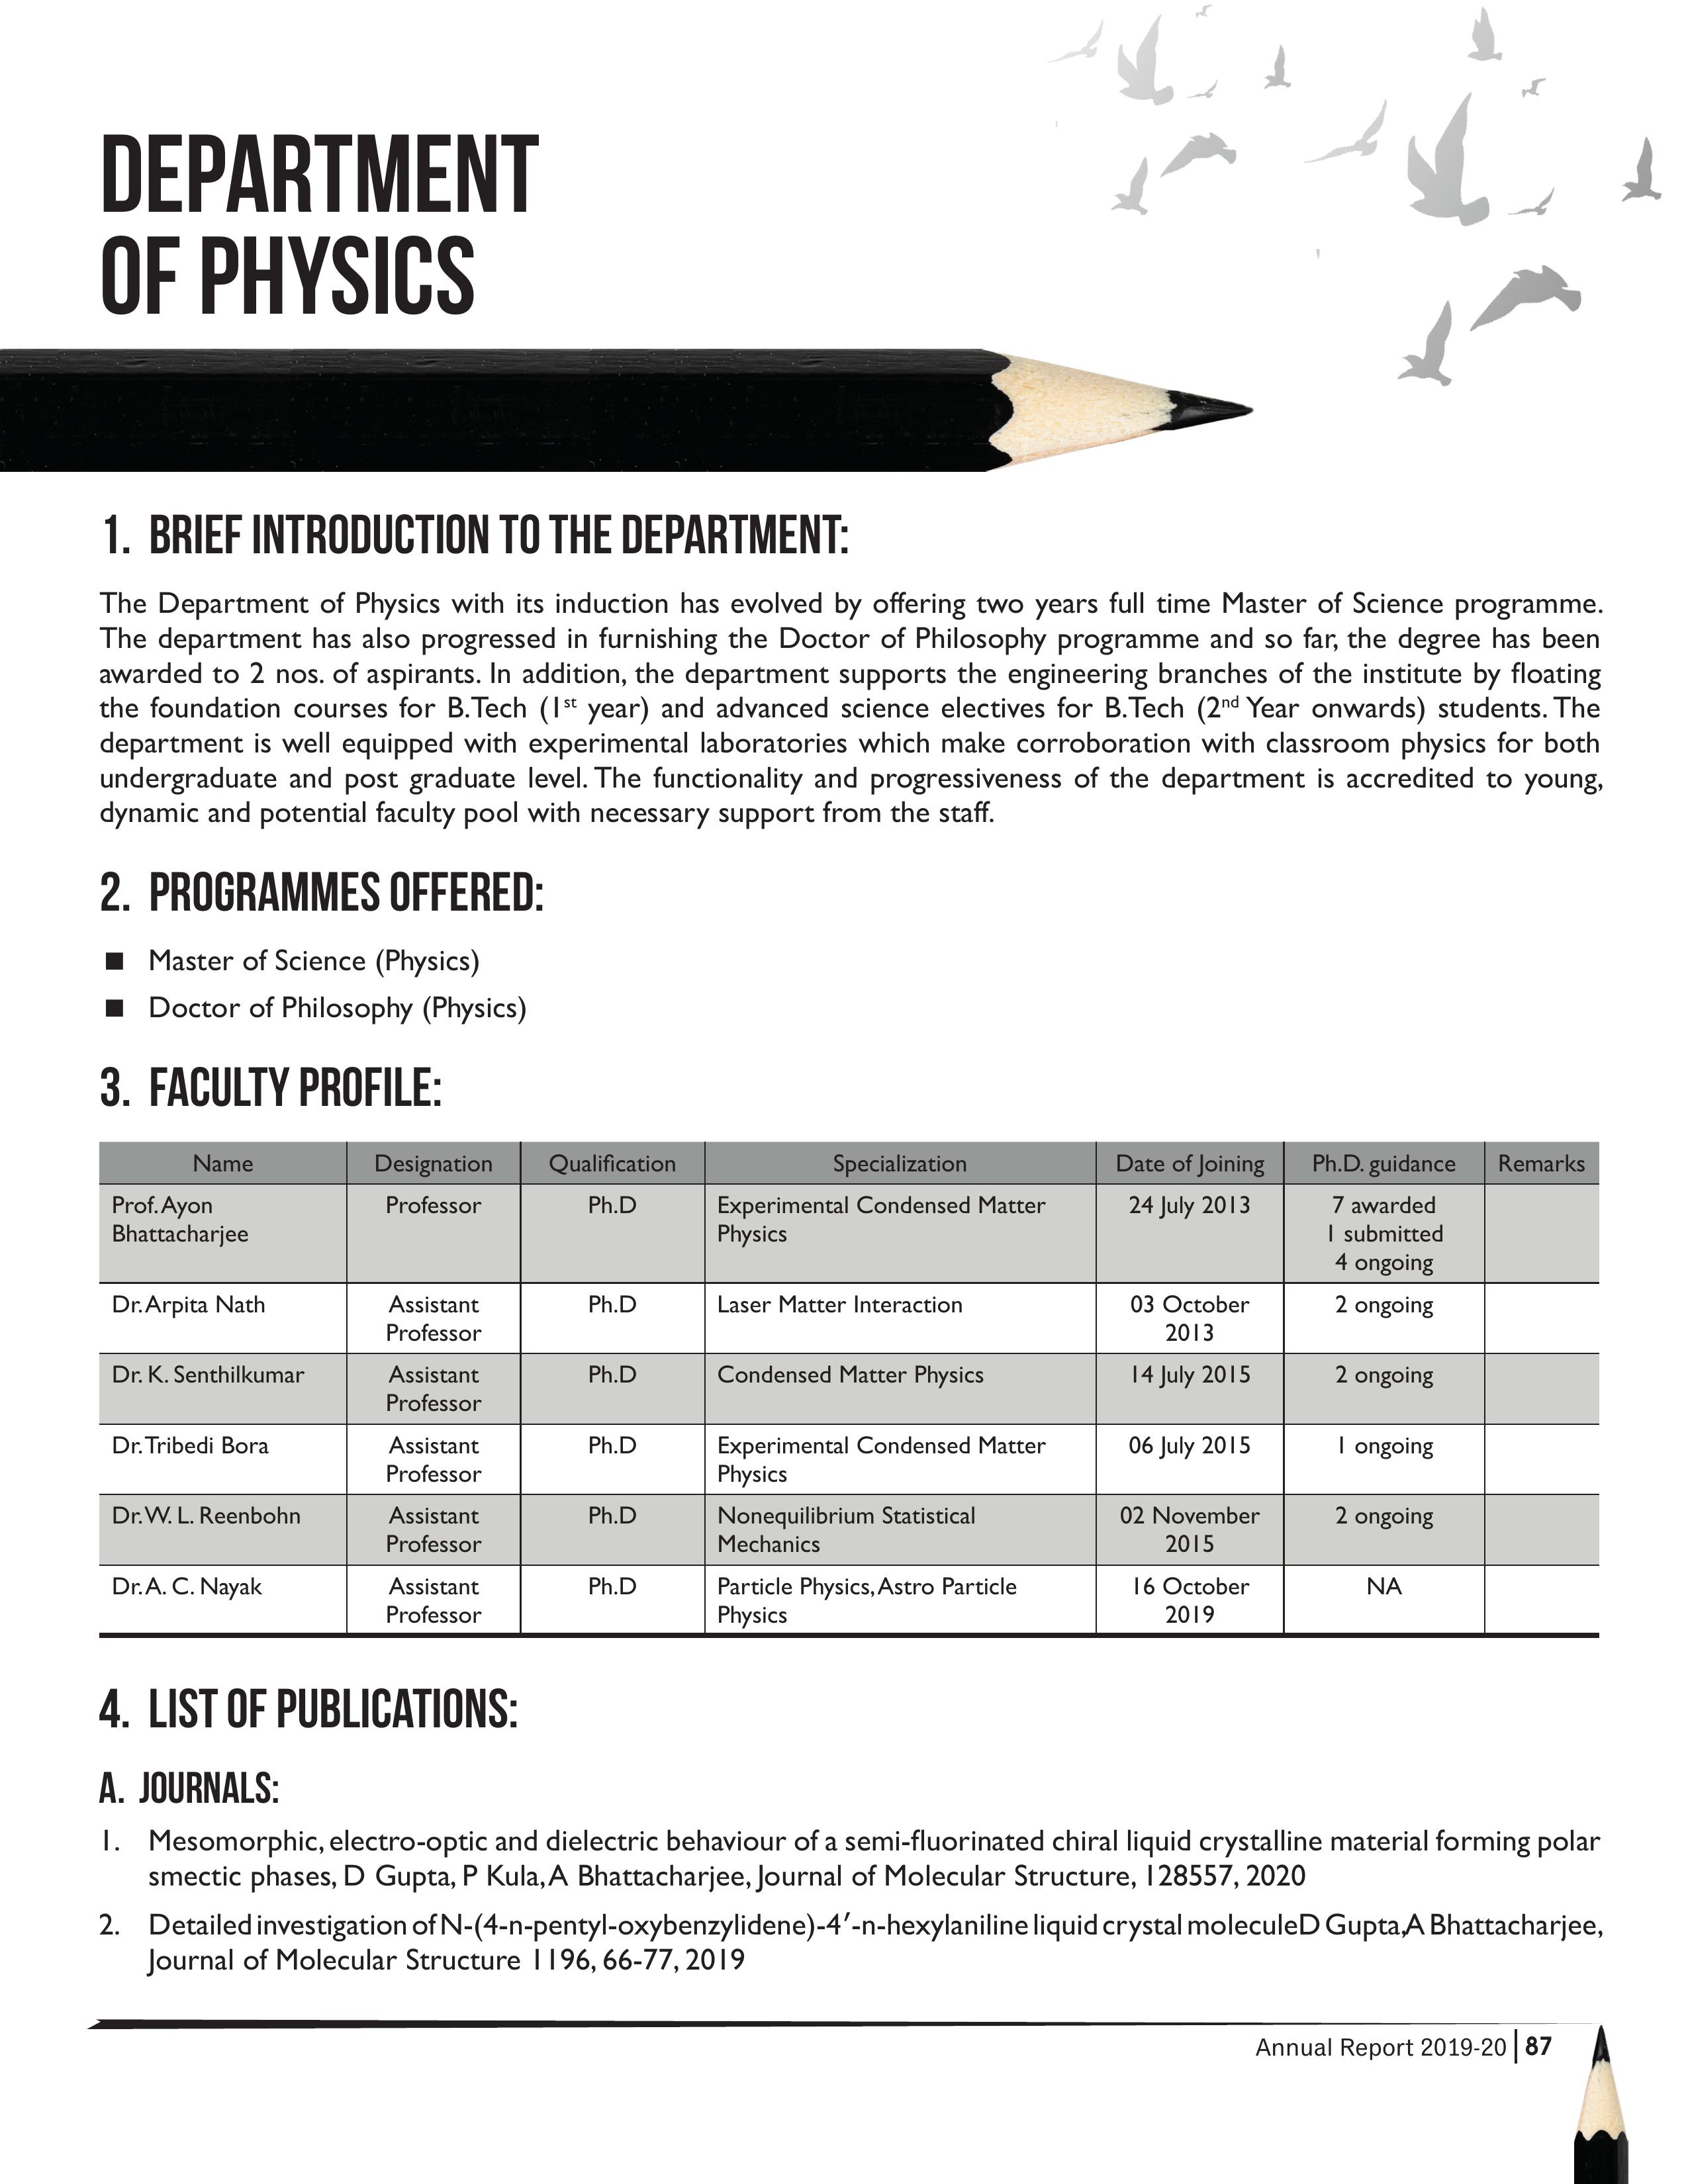 DEPARTMENT
OF PHYSICS
1. BRIEF INTRODUCTION TO THE DEPARTMENT:
The Department of Physics with its induction has evolved by offering two years full time Master of Science programme.
The department has also progressed in furnishing the Doctor of Philosophy programme and so far, the degree has been
awarded to 2 nos. of aspirants. In addition, the department supports the engineering branches of the institute by floating
the foundation courses for B.Tech (1st year) and advanced science electives for B.Tech (2nd Year onwards) students. The
department is well equipped with experimental laboratories which make corroboration with classroom physics for both
undergraduate and post graduate level. The functionality and progressiveness of the department is accredited to young,
dynamic and potential faculty pool with necessary support from the staff.
2. PROGRAMMES OFFERED:
■ Master of Science (Physics)
■ Doctor of Philosophy (Physics)
3. FACULTY PROFILE:
Name Designation Qualification Specialization Date of Joining Ph.D. guidance Remarks
Prof. Ayon Professor Ph.D Experimental Condensed Matter 24 July 2013 7 awarded
Bhattacharjee Physics 1 submitted
4 ongoing
Dr. Arpita Nath Assistant Ph.D Laser Matter Interaction 03 October 2 ongoing
Professor 2013
Dr. K. Senthilkumar Assistant Ph.D Condensed Matter Physics 14 July 2015 2 ongoing
Professor
Dr. Tribedi Bora Assistant Ph.D Experimental Condensed Matter 06 July 2015 1 ongoing
Professor Physics
Dr. W. L. Reenbohn Assistant Ph.D Nonequilibrium Statistical 02 November 2 ongoing
Professor Mechanics 2015
Dr. A. C. Nayak Assistant Ph.D Particle Physics, Astro Particle 16 October NA
Professor Physics 2019
4. LIST OF PUBLICATIONS:
A. JOURNALS:
1. Mesomorphic, electro-optic and dielectric behaviour of a semi-fluorinated chiral liquid crystalline material forming polar
smectic phases, D Gupta, P Kula, A Bhattacharjee, Journal of Molecular Structure, 128557, 2020
2. Detailed investigation of N-(4-n-pentyl-oxybenzylidene)-4′-n-hexylaniline liquid crystal moleculeD Gupta,A Bhattacharjee,
Journal of Molecular Structure 1196, 66-77, 2019
Annual Report 2019-20 | 87